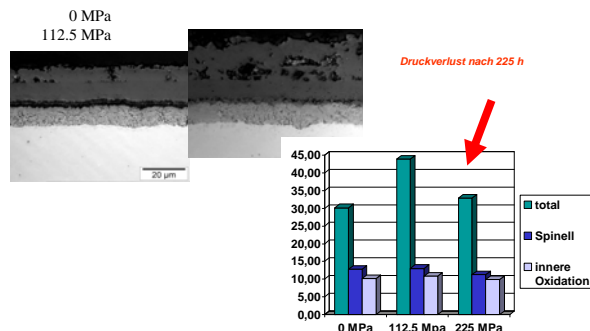 0 MPa
112.5 MPa
Druckverlust nach 225 h
20 µm
45,00
40,00
35,00
30,00
25,00
20,00
15,00
10,00
5,00
0,00
0 MPa
112.5 Mpa
225 MPa
total
Spinell
innere
Oxidation